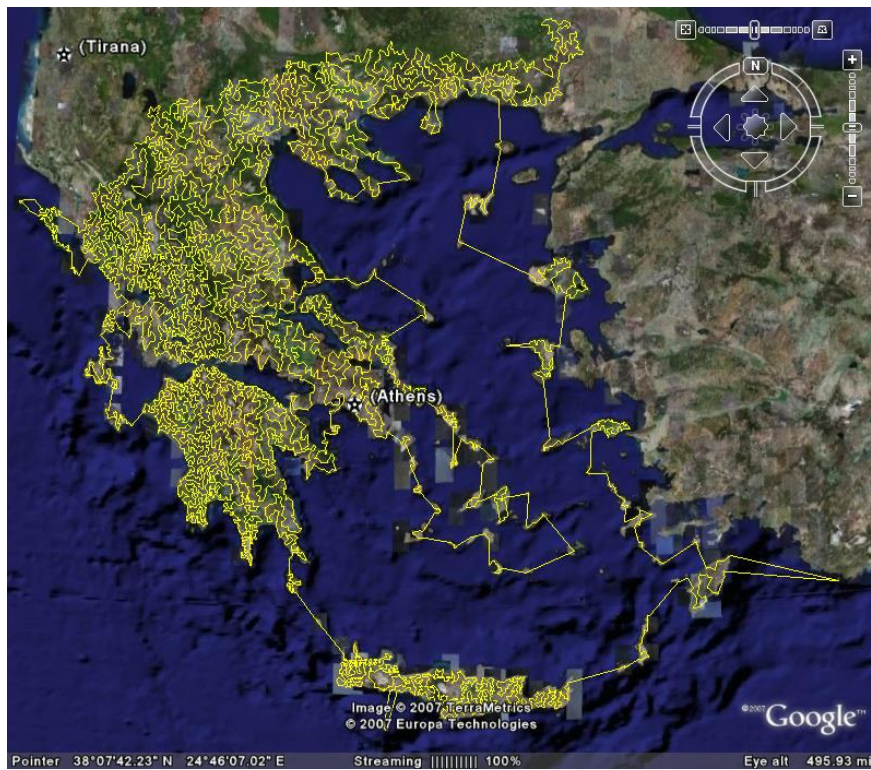 (Tirana)
N
(Athens)
Image © 2007 TerraMetrics
© 2007 Europa Technologies
©2007 Google™
Pointer 38°07'42.23" N 24°46'07.02" E Streaming |||||||||| 100% Eye alt 495.93 mi